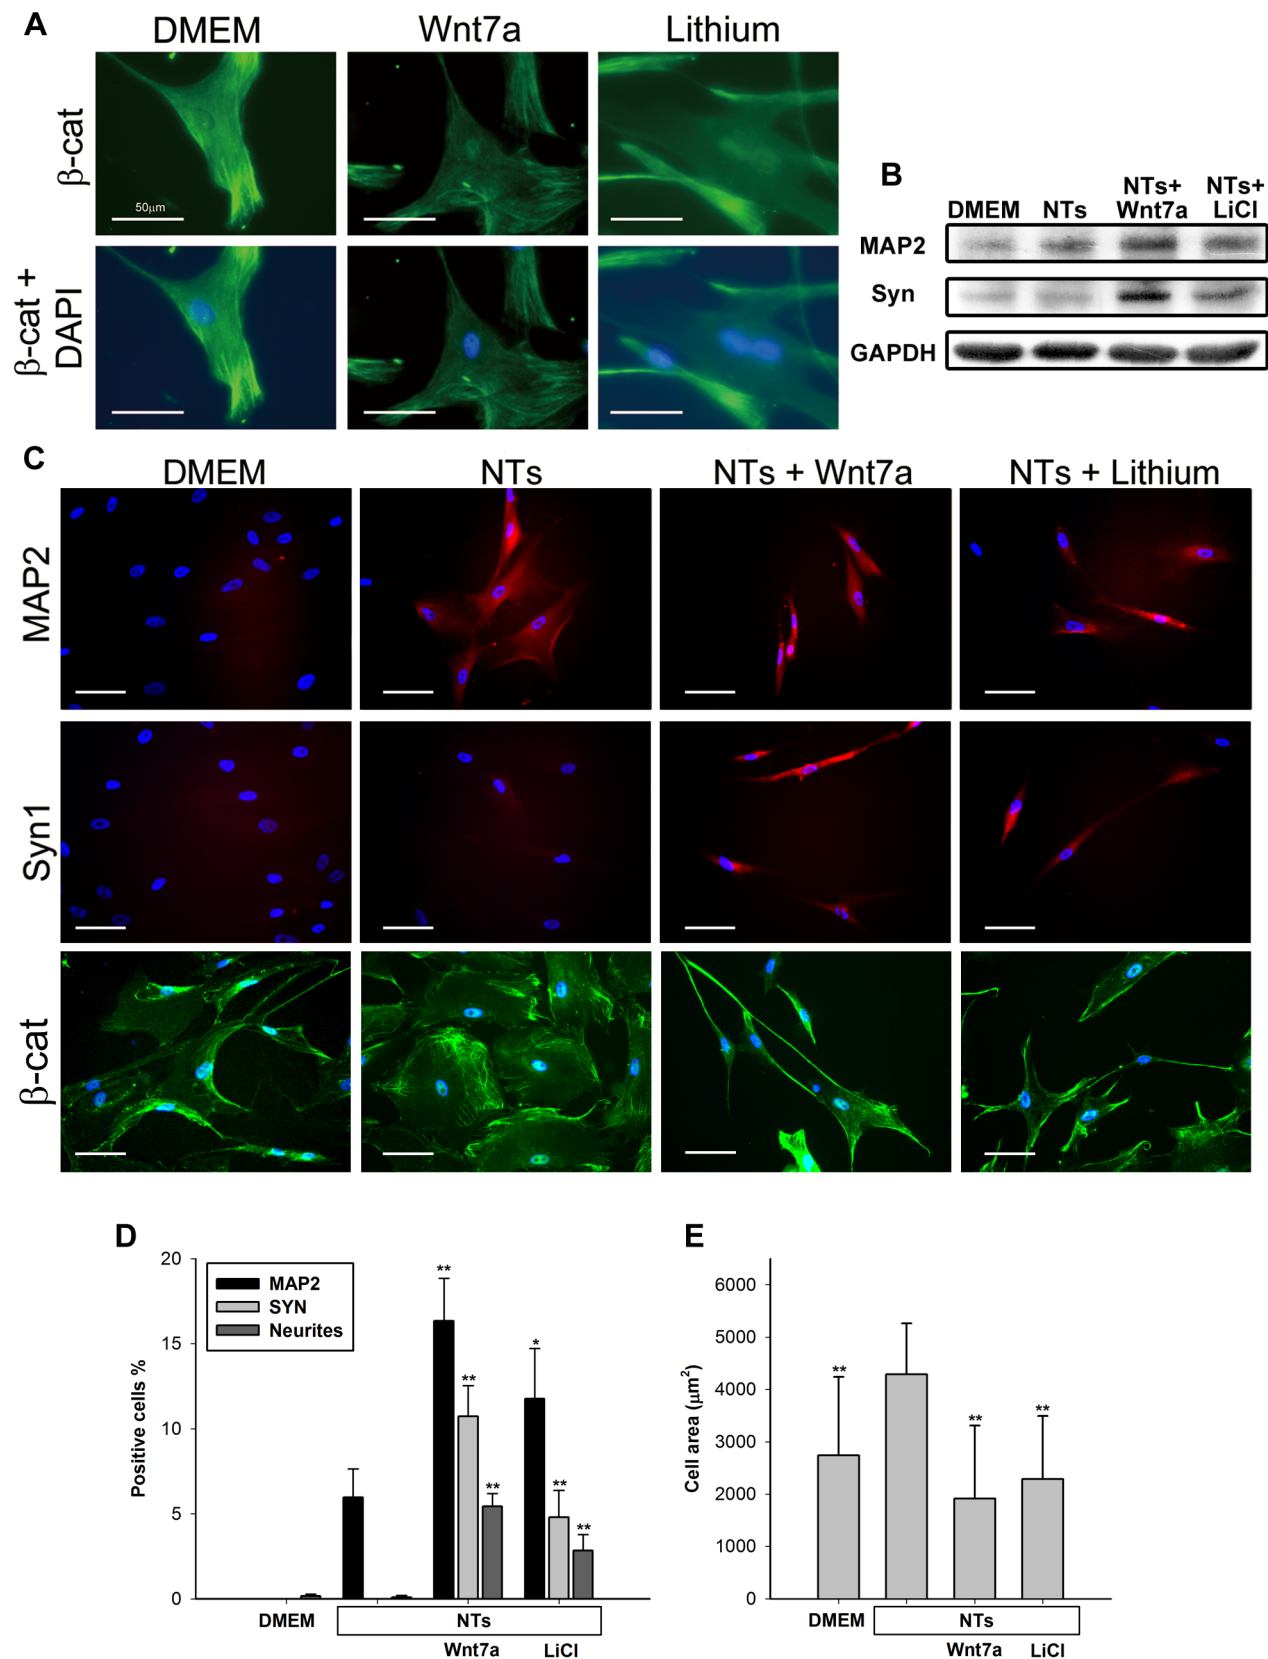 A
DMEM
Wnt7a
Lithium
β-cat
50μm
β-cat +
DAPI
B
DMEM
NTs
NTs+
Wnt7a
NTs+
LiCl
MAP2
Syn
GAPDH
C
DMEM
NTs
NTs + Wnt7a
NTs + Lithium
MAP2
Syn1
β-cat
D
Positive cells %
20
15
10
5
0
MAP2
SYN
Neurites
**
**
**
*
**
**
DMEM
NTs
Wnt7a
LiCl
E
Cell area (μm²)
6000
5000
4000
3000
2000
1000
0
**
**
**
DMEM
NTs
Wnt7a
LiCl